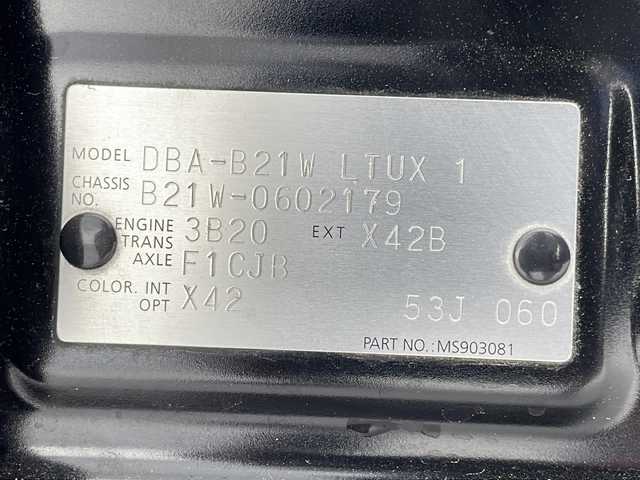 MODEL DBA-B21W LTUX 1
CHASSIS NO. B21W-0602179
ENGINE 3B20 EXT X42B
TRANS AXLE F1CJB
COLOR. INT OPT X42
53J 060
PART NO.:MS903081